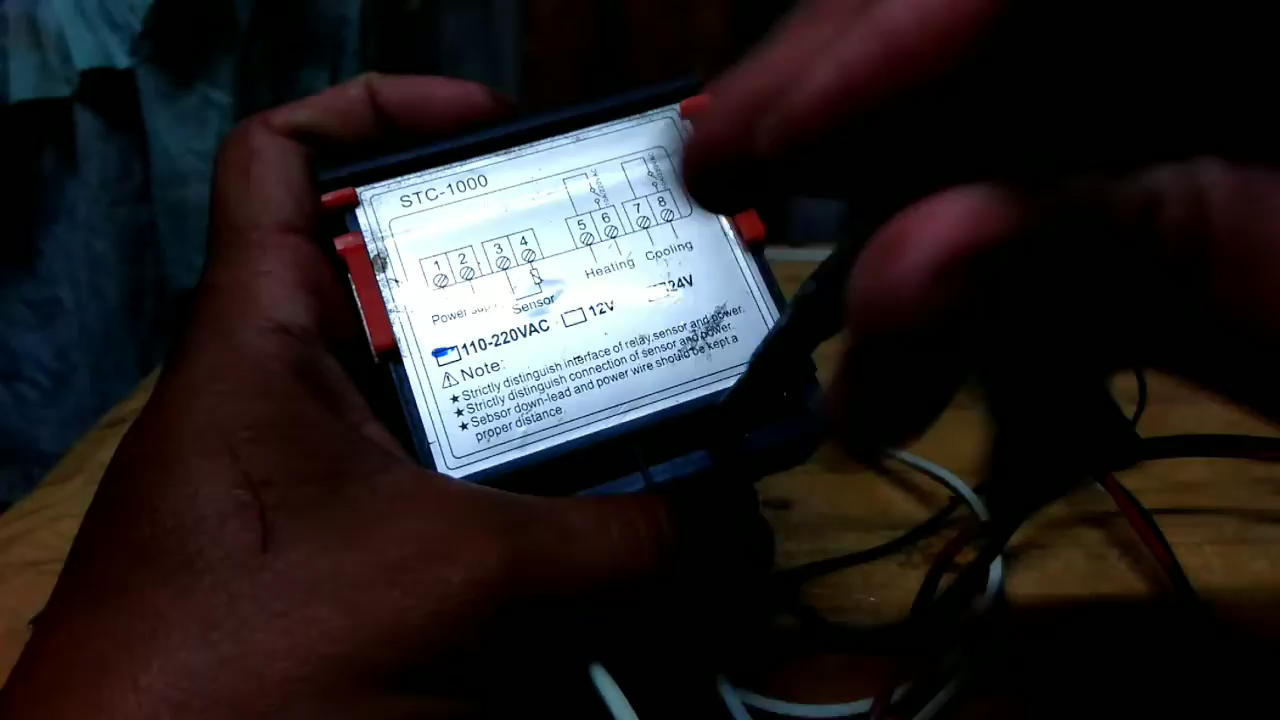 STC-1000
1 2 3 4 5 6 7 8
Power Sensor Heating Cooling
110-220VAC 12V 24V
⚠Note:
★Strictly distinguish interface of relay,sensor and power.
★Strictly distinguish connection of sensor and power.
★Sebsor down-lead and power wire should be kept a
proper distance.